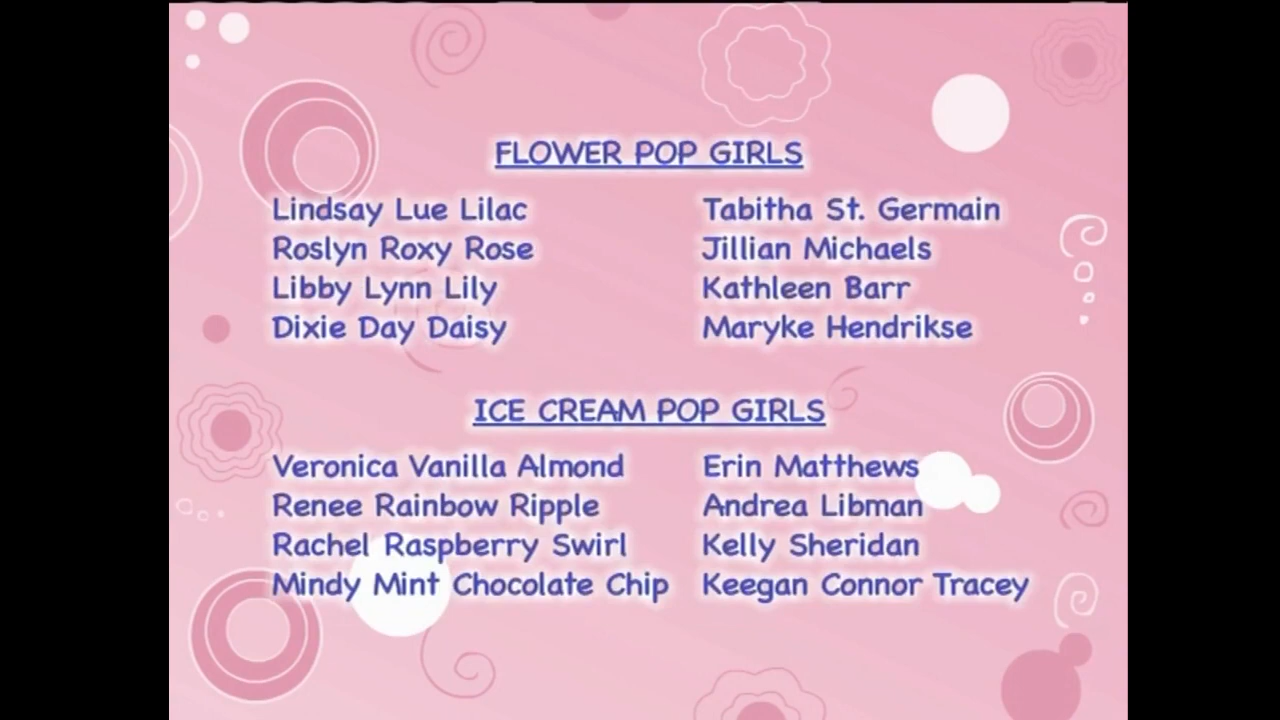 FLOWER POP GIRLS
Lindsay Lue Lilac Tabitha St. Germain
Roslyn Roxy Rose Jillian Michaels
Libby Lynn Lily Kathleen Barr
Dixie Day Daisy Maryke Hendrikse
ICE CREAM POP GIRLS
Veronica Vanilla Almond Erin Matthews
Renee Rainbow Ripple Andrea Libman
Rachel Raspberry Swirl Kelly Sheridan
Mindy Mint Chocolate Chip Keegan Connor Tracey